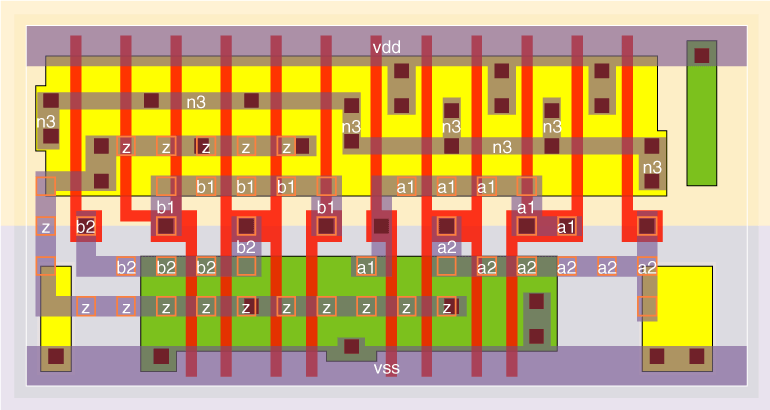 vdd
n3
n3 n3 n3 n3
z z z z z n3
n3
b1 b1 b1 a1 a1 a1
b1 b1 a1
z b2 a1
b2 a2
b2 b2 b2 a1 a2 a2 a2 a2 a2
z z z z z z z z z z
vss